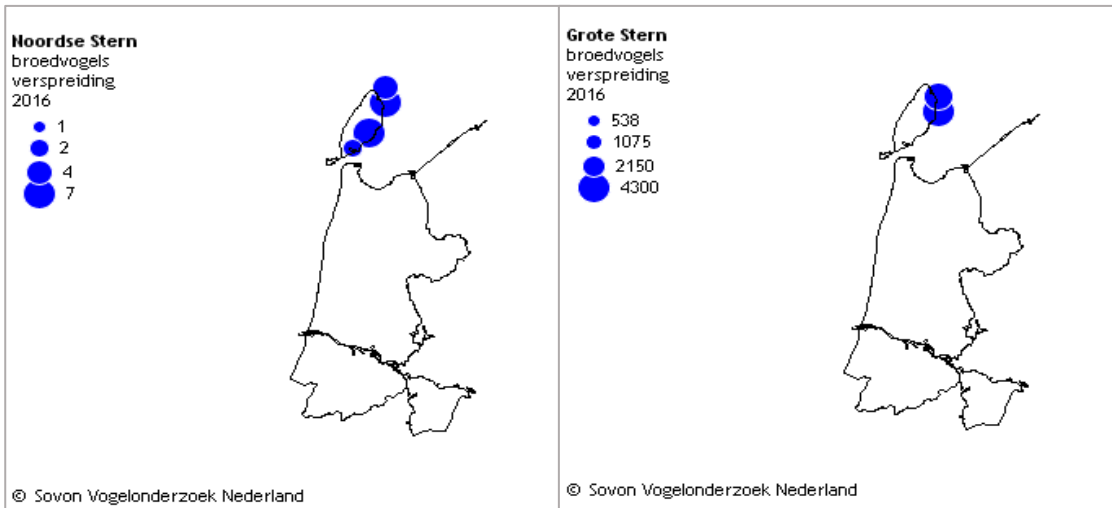 Noordse Stern
broedvogels
verspreiding
2016
1
2
4
7
© Sovon Vogelonderzoek Nederland
Grote Stern
broedvogels
verspreiding
2016
538
1075
2150
4300
© Sovon Vogelonderzoek Nederland